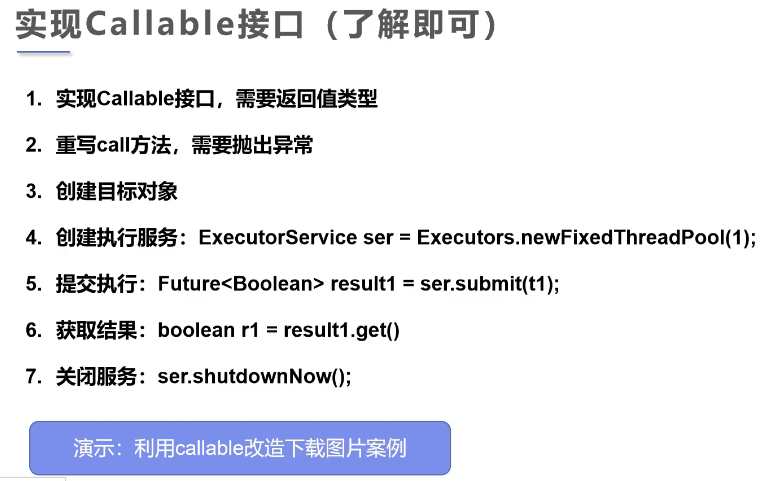 实现Callable接口（了解即可）
1. 实现Callable接口，需要返回值类型
2. 重写call方法，需要抛出异常
3. 创建目标对象
4. 创建执行服务：ExecutorService ser = Executors.newFixedThreadPool(1);
5. 提交执行：Future<Boolean> result1 = ser.submit(t1);
6. 获取结果：boolean r1 = result1.get()
7. 关闭服务：ser.shutdownNow();
演示：利用callable改造下载图片案例